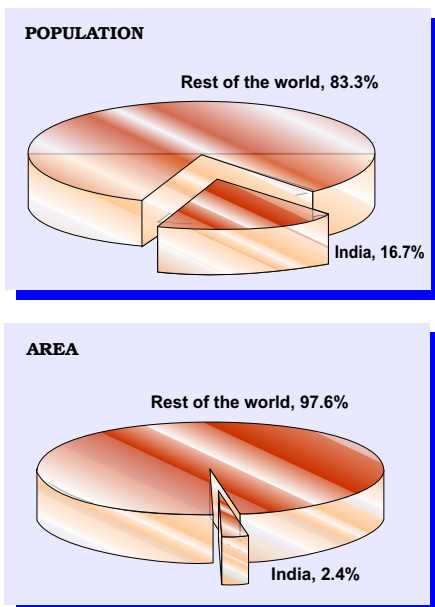 POPULATION
Rest of the world, 83.3%
India, 16.7%
AREA
Rest of the world, 97.6%
India, 2.4%